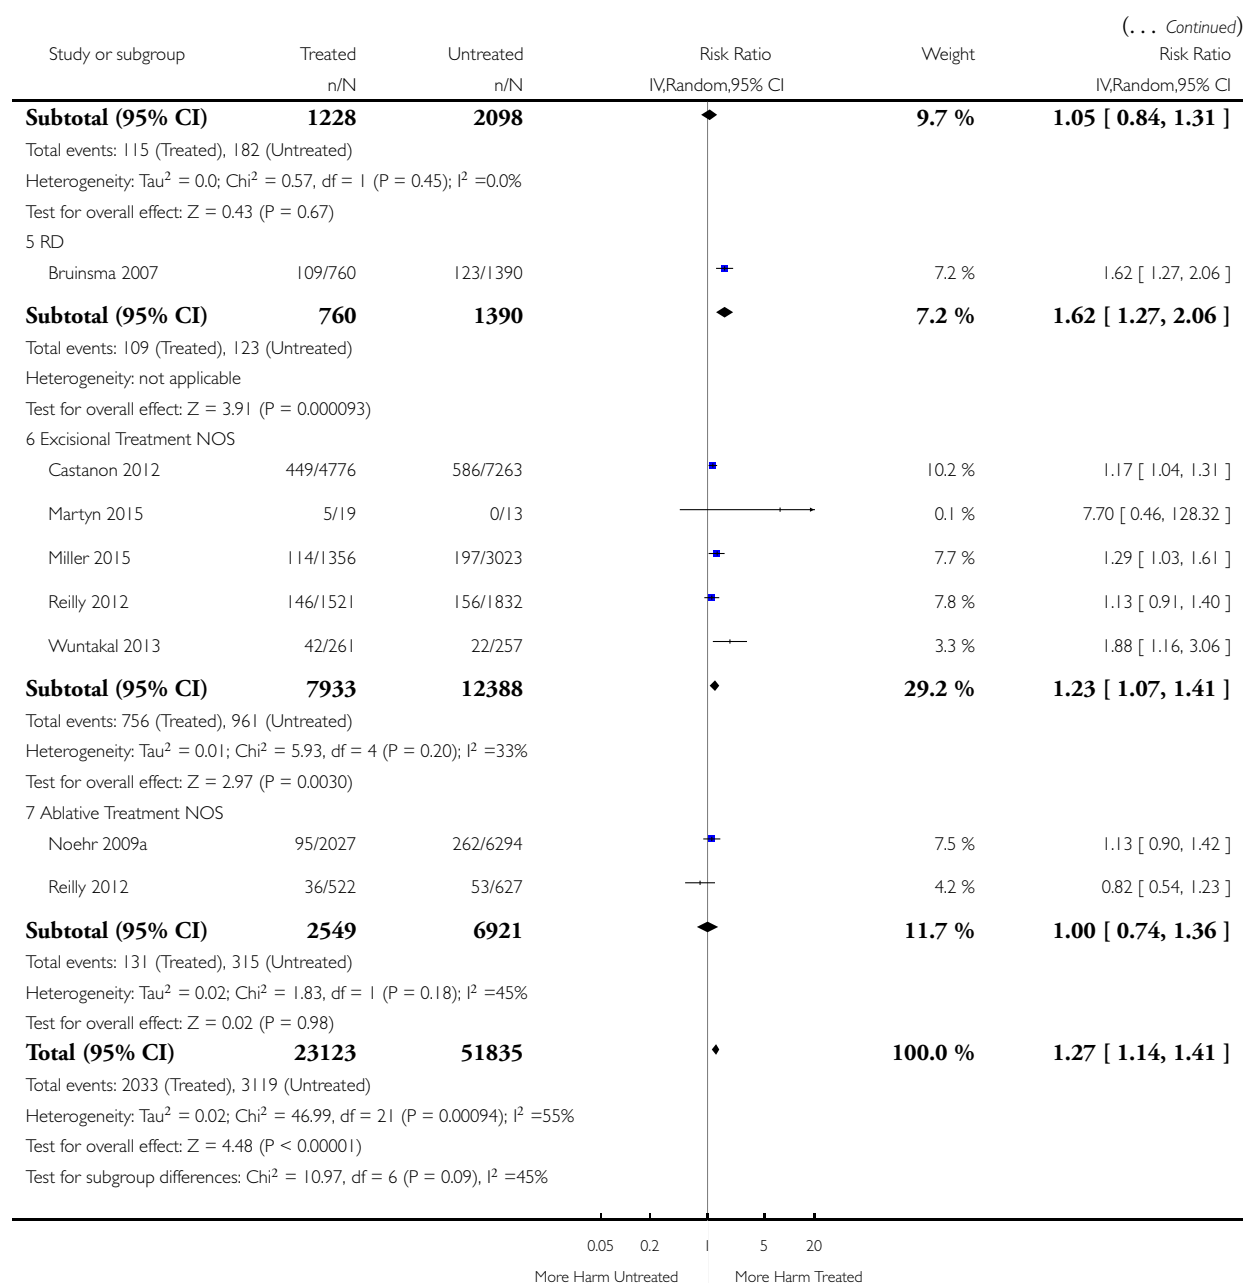 (... Continued)
Study or subgroup Treated Untreated Risk Ratio Weight Risk Ratio
n/N n/N IV,Random,95% CI IV,Random,95% CI
Subtotal (95% CI) 1228 2098 9.7 % 1.05 [ 0.84, 1.31 ]
Total events: 115 (Treated), 182 (Untreated)
Heterogeneity: Tau² = 0.0; Chi² = 0.57, df = 1 (P = 0.45); I² =0.0%
Test for overall effect: Z = 0.43 (P = 0.67)
5 RD
Bruinsma 2007 109/760 123/1390 7.2 % 1.62 [ 1.27, 2.06 ]
Subtotal (95% CI) 760 1390 7.2 % 1.62 [ 1.27, 2.06 ]
Total events: 109 (Treated), 123 (Untreated)
Heterogeneity: not applicable
Test for overall effect: Z = 3.91 (P = 0.000093)
6 Excisional Treatment NOS
Castanon 2012 449/4776 586/7263 10.2 % 1.17 [ 1.04, 1.31 ]
Martyn 2015 5/19 0/13 0.1 % 7.70 [ 0.46, 128.32 ]
Miller 2015 114/1356 197/3023 7.7 % 1.29 [ 1.03, 1.61 ]
Reilly 2012 146/1521 156/1832 7.8 % 1.13 [ 0.91, 1.40 ]
Wuntakal 2013 42/261 22/257 3.3 % 1.88 [ 1.16, 3.06 ]
Subtotal (95% CI) 7933 12388 29.2 % 1.23 [ 1.07, 1.41 ]
Total events: 756 (Treated), 961 (Untreated)
Heterogeneity: Tau² = 0.01; Chi² = 5.93, df = 4 (P = 0.20); I² =33%
Test for overall effect: Z = 2.97 (P = 0.0030)
7 Ablative Treatment NOS
Noehr 2009a 95/2027 262/6294 7.5 % 1.13 [ 0.90, 1.42 ]
Reilly 2012 36/522 53/627 4.2 % 0.82 [ 0.54, 1.23 ]
Subtotal (95% CI) 2549 6921 11.7 % 1.00 [ 0.74, 1.36 ]
Total events: 131 (Treated), 315 (Untreated)
Heterogeneity: Tau² = 0.02; Chi² = 1.83, df = 1 (P = 0.18); I² =45%
Test for overall effect: Z = 0.02 (P = 0.98)
Total (95% CI) 23123 51835 100.0 % 1.27 [ 1.14, 1.41 ]
Total events: 2033 (Treated), 3119 (Untreated)
Heterogeneity: Tau² = 0.02; Chi² = 46.99, df = 21 (P = 0.00094); I² =55%
Test for overall effect: Z = 4.48 (P < 0.00001)
Test for subgroup differences: Chi² = 10.97, df = 6 (P = 0.09), I² =45%
0.05 0.2 1 5 20
More Harm Untreated More Harm Treated